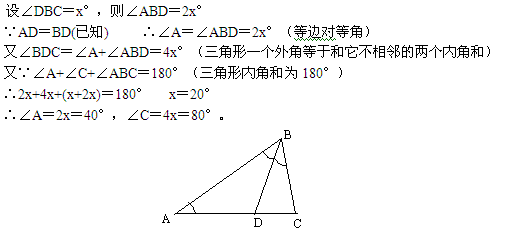 设∠DBC＝x°，则∠ABD＝2x°
∵AD＝BD(已知)　　∴∠A＝∠ABD＝2x°（等边对等角）
又∠BDC＝∠A+∠ABD＝4x°（三角形一个外角等于和它不相邻的两个内角和）
又∵∠A+∠C+∠ABC＝180°（三角形内角和为180°）
∴2x+4x+(x+2x)＝180°　　x＝20°
∴∠A＝2x＝40°，∠C＝4x＝80°。
B
A
D
C